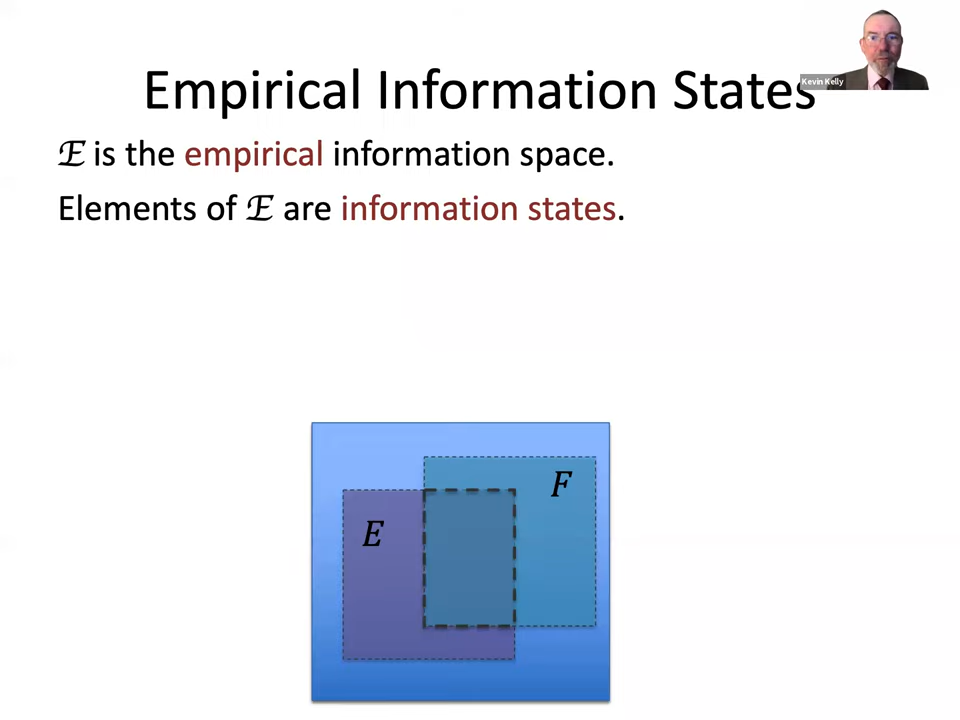 Empirical Information States
Kevin Kelly
ℰ is the empirical information space.
Elements of ℰ are information states.
F
E